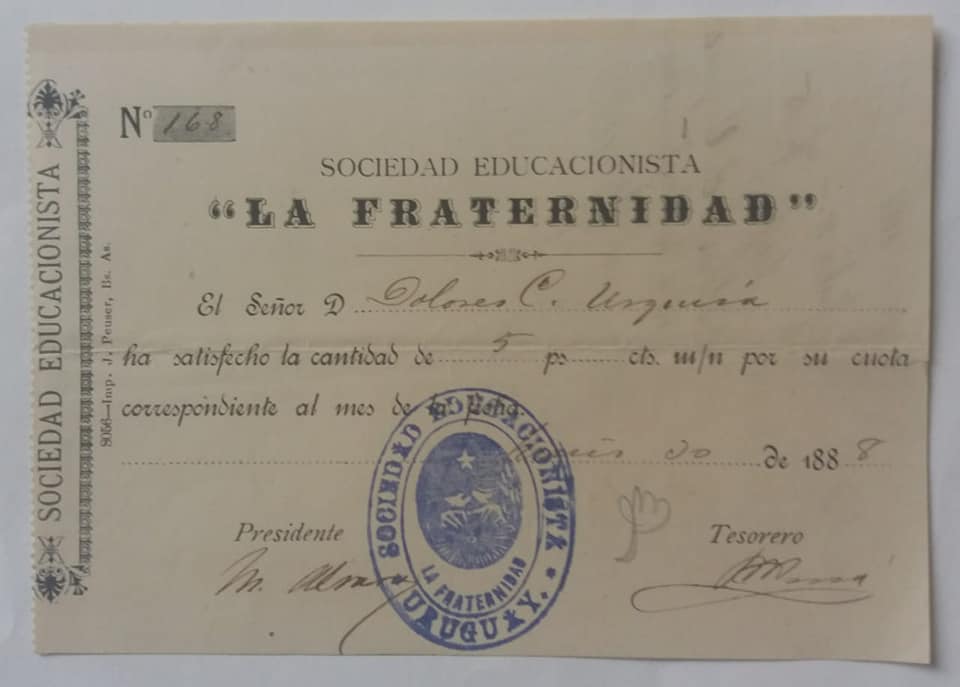 SOCIEDAD EDUCACIONISTA
8056—Imp. J. Peuser, Bs. As.
Nº 168
SOCIEDAD EDUCACIONISTA
"LA FRATERNIDAD"
El Señor D Dolores C. Urquiza
ha satisfecho la cantidad de 5 ps cts. m/n por su cuota
correspondiente al mes de la fecha
30 de 1888
Presidente
Tesorero
M.
SOCIEDAD EDUCACIONISTA
LA FRATERNIDAD
URUGUAY.